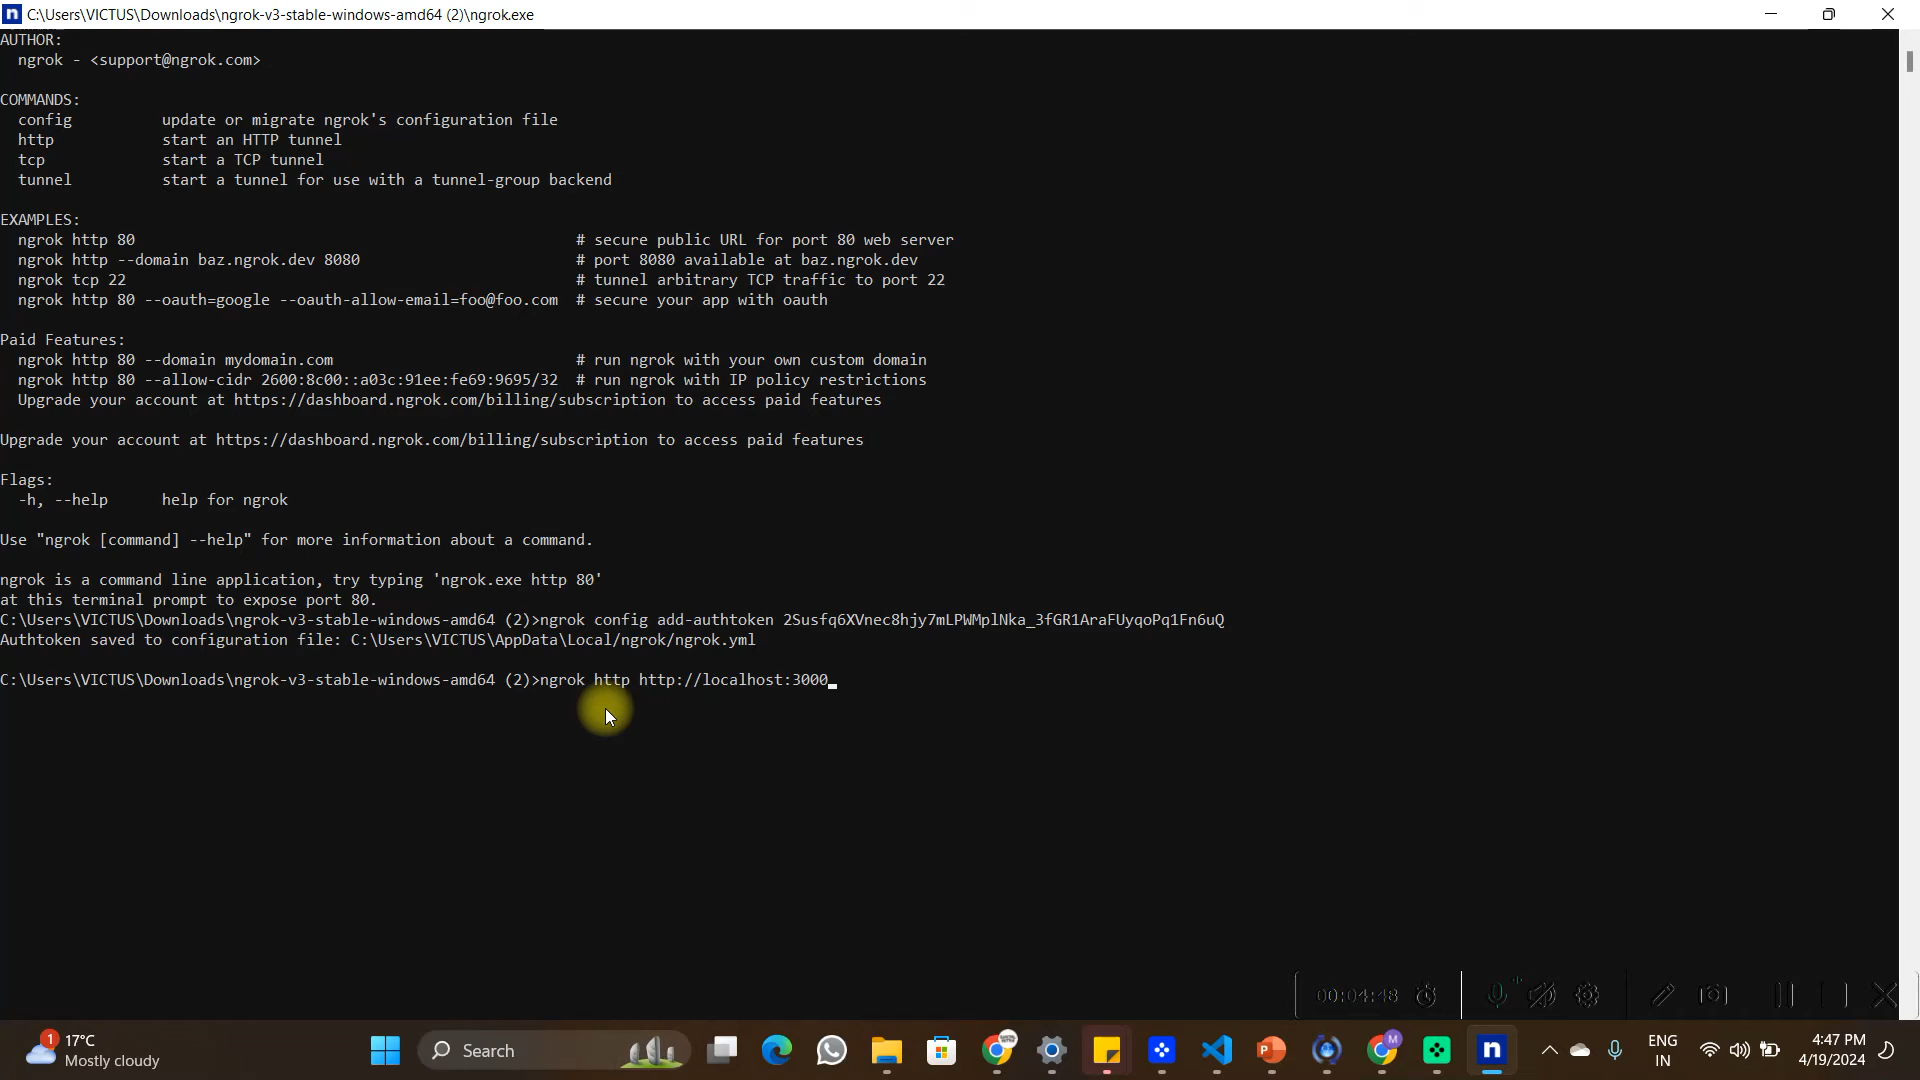 C:\Users\VICTUS\Downloads\ngrok-v3-stable-windows-amd64 (2)\ngrok.exe
AUTHOR:
ngrok - <support@ngrok.com>
COMMANDS:
config update or migrate ngrok's configuration file
http start an HTTP tunnel
tcp start a TCP tunnel
tunnel start a tunnel for use with a tunnel-group backend
EXAMPLES:
ngrok http 80 # secure public URL for port 80 web server
ngrok http --domain baz.ngrok.dev 8080 # port 8080 available at baz.ngrok.dev
ngrok tcp 22 # tunnel arbitrary TCP traffic to port 22
ngrok http 80 --oauth=google --oauth-allow-email=foo@foo.com # secure your app with oauth
Paid Features:
ngrok http 80 --domain mydomain.com # run ngrok with your own custom domain
ngrok http 80 --allow-cidr 2600:8c00::a03c:91ee:fe69:9695/32 # run ngrok with IP policy restrictions
Upgrade your account at https://dashboard.ngrok.com/billing/subscription to access paid features
Upgrade your account at https://dashboard.ngrok.com/billing/subscription to access paid features
Flags:
-h, --help help for ngrok
Use "ngrok [command] --help" for more information about a command.
ngrok is a command line application, try typing 'ngrok.exe http 80'
at this terminal prompt to expose port 80.
C:\Users\VICTUS\Downloads\ngrok-v3-stable-windows-amd64 (2)>ngrok config add-authtoken 2Susfq6XVnec8hjy7mLPWMplNka_3fGR1AraFUyqoPq1Fn6uQ
Authtoken saved to configuration file: C:\Users\VICTUS\AppData\Local/ngrok/ngrok.yml
C:\Users\VICTUS\Downloads\ngrok-v3-stable-windows-amd64 (2)>ngrok http http://localhost:3000
00:04:48
1
17°C
Mostly cloudy
Search
M
n
ENG
IN
4:47 PM
4/19/2024